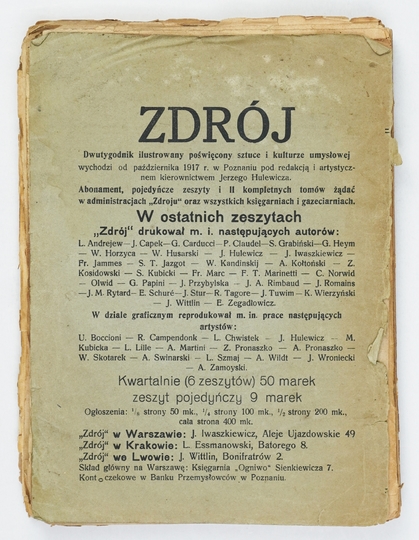 ZDRÓJ
Dwutygodnik ilustrowany poświęcony sztuce i kulturze umysłowej
wychodzi od października 1917 r. w Poznaniu pod redakcją i artystycz-
nem kierownictwem Jerzego Hulewicza.
Abonament, pojedyńcze zeszyty i 11 kompletnych tomów żądać
w administracjach „Zdroju“ oraz wszystkich księgarniach i gazeciarniach.
W ostatnich zeszytach
„Zdrój“ drukował m. i. następujących autorów:
L. Andrejew — J. Capek — G. Carducci — P. Claudel — S. Grabiński — G. Heym
— W. Horzyca — W. Husarski — J. Hulewicz — J. Iwaszkiewicz —
Fr. Jammes — S. T. Jazgot — W. Kandinskij — A. Kołtoński — Z.
Kosidowski — S. Kubicki — Fr. Marc — F. T. Marinetti — C. Norwid
— Olwid — G. Papini — J. Przybylska — J. A. Rimbaud — J. Romains
— J. M. Rytard — E. Schuré — J. Stur — R. Tagore — J. Tuwim — K. Wierzyński
— J. Wittlin — E. Zegadłowicz.
W dziale graficznym reprodukował m. in. prace następujących
artystów:
U. Boccioni — R. Campendonk — L. Chwistek — J. Hulewicz — M.
Kubicka — L. Lille — A. Martini — Z. Pronaszko — A. Pronaszko —
W. Skotarek — A. Swinarski — L. Szmaj — A. Wildt — J. Wroniecki
— A. Zamoyski.
Kwartalnie (6 zeszytów) 50 marek
zeszyt pojedyńczy 9 marek
Ogłoszenia: ⅛ strony 50 mk., ¼ strony 100 mk., ½ strony 200 mk.,
cała strona 400 mk.
„Zdrój“ w Warszawie: J. Iwaszkiewicz, Aleje Ujazdowskie 49
„Zdrój“ w Krakowie: L. Essmanowski, Batorego 8.
„Zdrój“ we Lwowie: J. Wittlin, Bonifratrów 2.
Skład główny na Warszawę: Księgarnia „Ogniwo“ Sienkiewicza 7.
Konto czekowe w Banku Przemysłowców w Poznaniu.